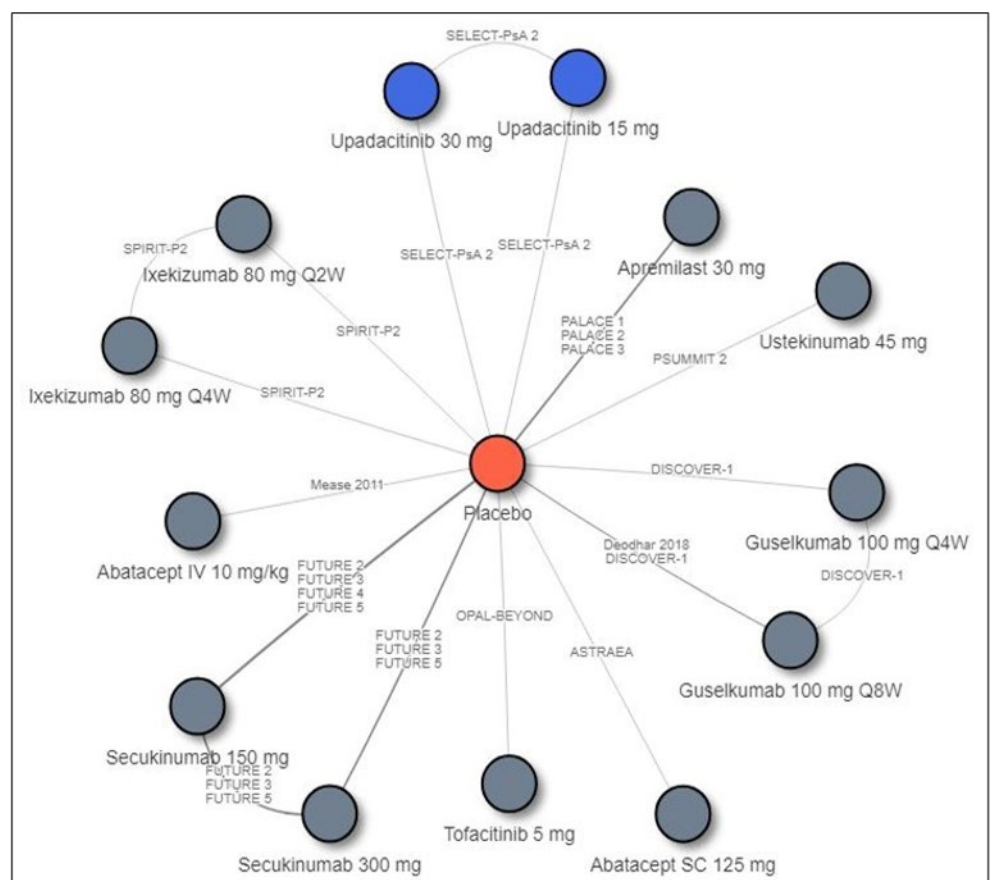 SELECT-PsA 2
Upadacitinib 30 mg
Upadacitinib 15 mg
SELECT-PsA 2
SELECT-PsA 2
SPIRIT-P2
Ixekizumab 80 mg Q2W
Apremilast 30 mg
SPIRIT-P2
PALACE 1
PALACE 2
PALACE 3
Ustekinumab 45 mg
PSUMMIT 2
Ixekizumab 80 mg Q4W
SPIRIT-P2
DISCOVER-1
Mease 2011
Placebo
Guselkumab 100 mg Q4W
Deodhar 2018
DISCOVER-1
DISCOVER-1
Abatacept IV 10 mg/kg
FUTURE 2
FUTURE 3
FUTURE 4
FUTURE 5
OPAL-BEYOND
FUTURE 2
FUTURE 3
FUTURE 5
ASTRAEA
Guselkumab 100 mg Q8W
Secukinumab 150 mg
FUTURE 2
FUTURE 3
FUTURE 5
Tofacitinib 5 mg
Secukinumab 300 mg
Abatacept SC 125 mg